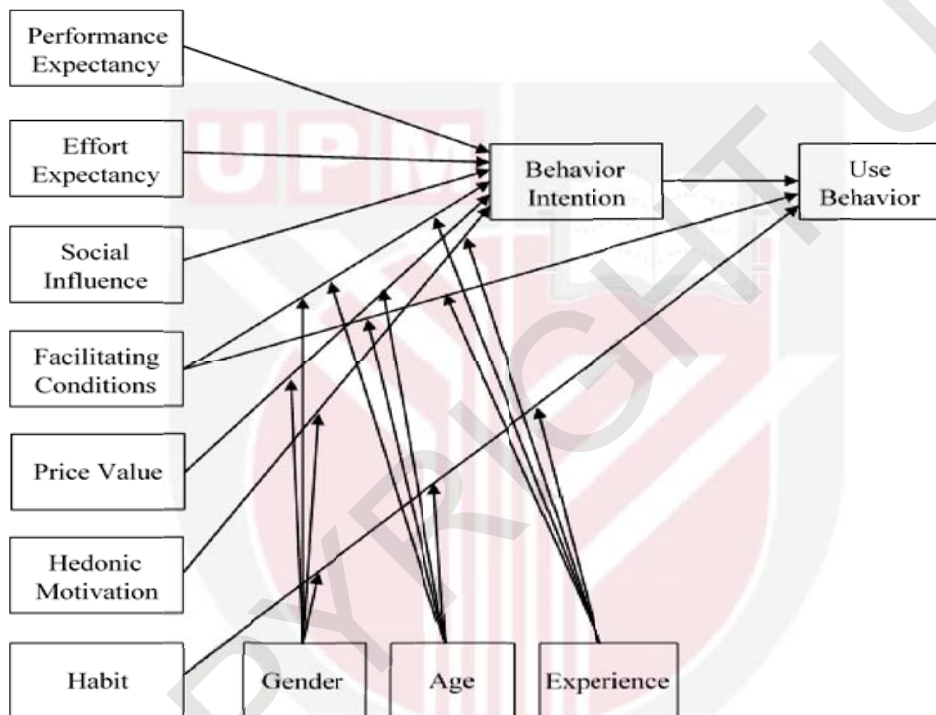 Performance
Expectancy
Effort
Expectancy
Social
Influence
Facilitating
Conditions
Price Value
Hedonic
Motivation
Habit
Behavior
Intention
Use
Behavior
Gender
Age
Experience
UPM
PYRIGHT U